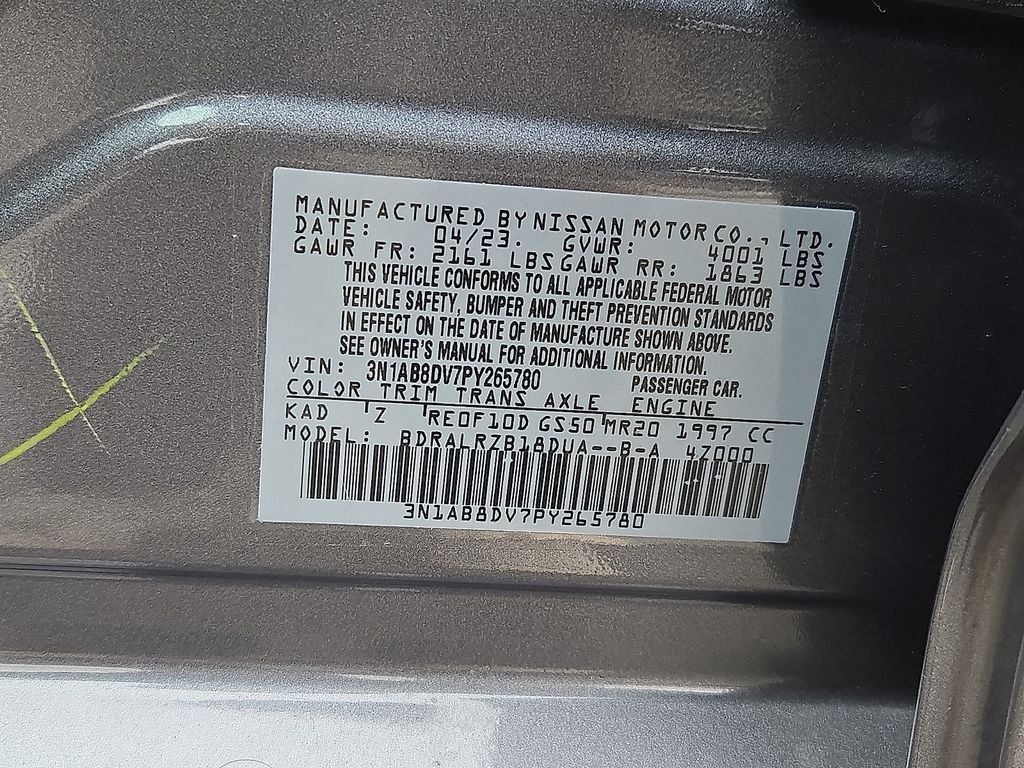 MANUFACTURED BY NISSAN MOTOR CO., LTD.
DATE: 04/23. GVWR: 4001 LBS
GAWR FR: 2161 LBS GAWR RR: 1863 LBS
THIS VEHICLE CONFORMS TO ALL APPLICABLE FEDERAL MOTOR
VEHICLE SAFETY, BUMPER AND THEFT PREVENTION STANDARDS
IN EFFECT ON THE DATE OF MANUFACTURE SHOWN ABOVE.
SEE OWNER'S MANUAL FOR ADDITIONAL INFORMATION.
VIN: 3N1AB8DV7PY265780 PASSENGER CAR.
COLOR TRIM TRANS AXLE ENGINE
KAD Z RE0F10D GS50 MR20 1997 CC
MODEL: BDRALRZB18DUA--B-A 4Z000
3N1AB8DV7PY265780